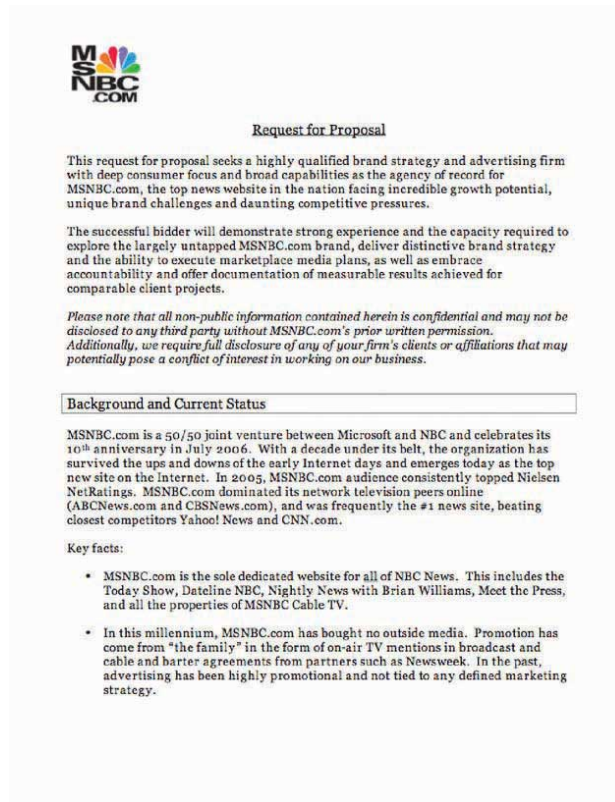 MSNBC
.COM
Request for Proposal
This request for proposal seeks a highly qualified brand strategy and advertising firm
with deep consumer focus and broad capabilities as the agency of record for
MSNBC.com, the top news website in the nation facing incredible growth potential,
unique brand challenges and daunting competitive pressures.
The successful bidder will demonstrate strong experience and the capacity required to
explore the largely untapped MSNBC.com brand, deliver distinctive brand strategy
and the ability to execute marketplace media plans, as well as embrace
accountability and offer documentation of measurable results achieved for
comparable client projects.
Please note that all non-public information contained herein is confidential and may not be
disclosed to any third party without MSNBC.com's prior written permission.
Additionally, we require full disclosure of any of your firm's clients or affiliations that may
potentially pose a conflict of interest in working on our business.
Background and Current Status
MSNBC.com is a 50/50 joint venture between Microsoft and NBC and celebrates its
10th anniversary in July 2006. With a decade under its belt, the organization has
survived the ups and downs of the early Internet days and emerges today as the top
new site on the Internet. In 2005, MSNBC.com audience consistently topped Nielsen
NetRatings. MSNBC.com dominated its network television peers online
(ABCNews.com and CBSNews.com), and was frequently the #1 news site, beating
closest competitors Yahoo! News and CNN.com.
Key facts:
• MSNBC.com is the sole dedicated website for all of NBC News. This includes the
Today Show, Dateline NBC, Nightly News with Brian Williams, Meet the Press,
and all the properties of MSNBC Cable TV.
• In this millennium, MSNBC.com has bought no outside media. Promotion has
come from "the family" in the form of on-air TV mentions in broadcast and
cable and barter agreements from partners such as Newsweek. In the past,
advertising has been highly promotional and not tied to any defined marketing
strategy.